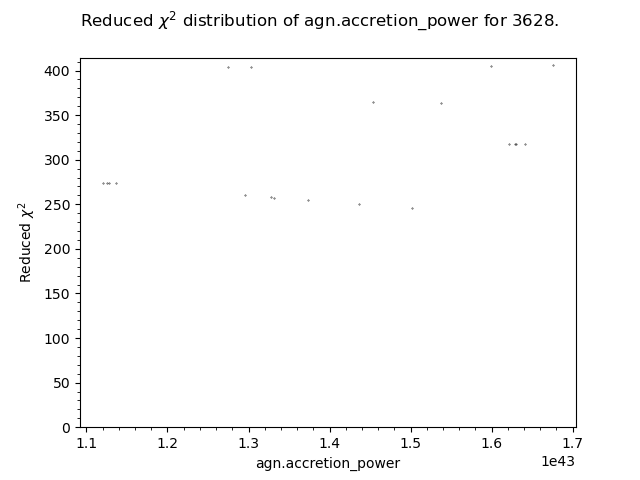 Reduced χ² distribution of agn.accretion_power for 3628.
400
350
300
250
200
150
100
50
0
Reduced χ²
1.1 1.2 1.3 1.4 1.5 1.6 1.7
1e43
agn.accretion_power